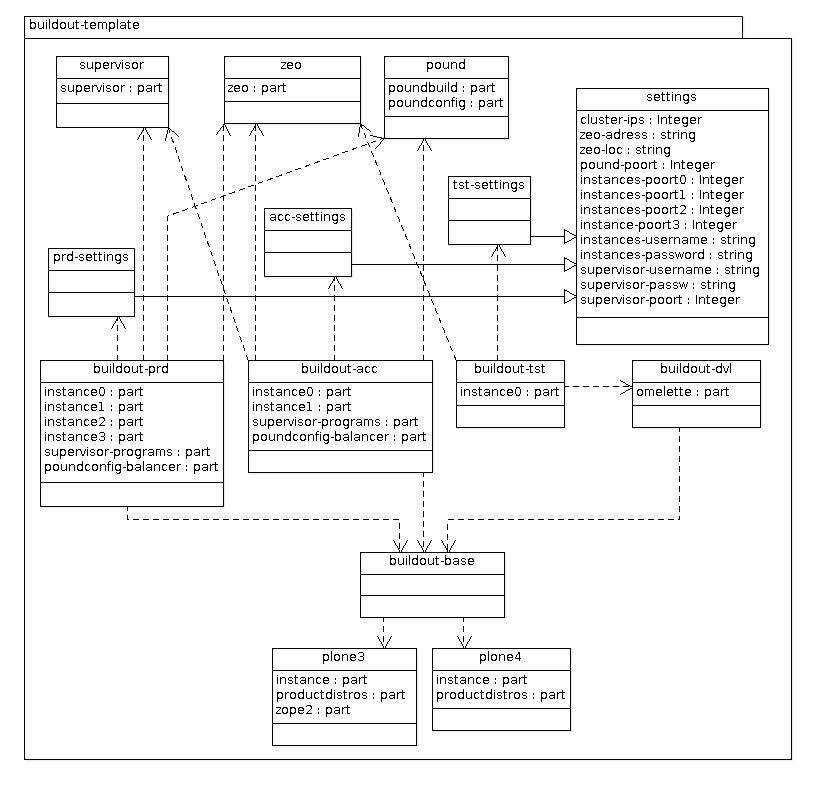 buildout-template
supervisor
supervisor : part
zeo
zeo : part
pound
poundbuild : part
poundconfig : part
settings
cluster-ips : Integer
zeo-adress : string
zeo-loc : string
pound-poort : Integer
instances-poort0 : Integer
instances-poort1 : Integer
instances-poort2 : Integer
instance-poort3 : Integer
instances-username : string
instances-password : string
supervisor-username : string
supervisor-passw : string
supervisor-poort : Integer
tst-settings
acc-settings
prd-settings
buildout-prd
instance0 : part
instance1 : part
instance2 : part
instance3 : part
supervisor-programs : part
poundconfig-balancer : part
buildout-acc
instance0 : part
instance1 : part
supervisor-programs : part
poundconfig-balancer : part
buildout-tst
instance0 : part
buildout-dvl
omelette : part
buildout-base
plone3
instance : part
productdistros : part
zope2 : part
plone4
instance : part
productdistros : part